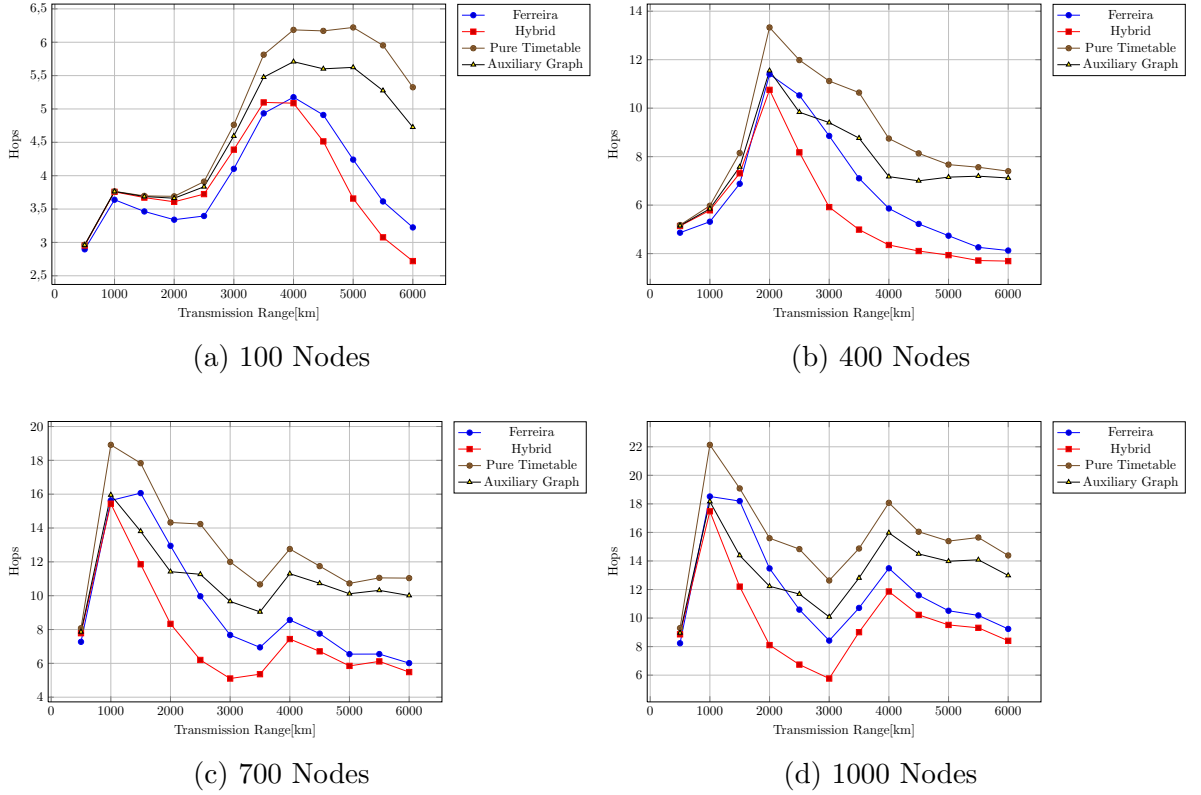 6,5
6
5,5
5
4,5
4
3,5
3
2,5
Hops
0 1000 2000 3000 4000 5000 6000
Transmission Range[km]
Ferreira
Hybrid
Pure Timetable
Auxiliary Graph
(a) 100 Nodes
14
12
10
8
6
4
Hops
0 1000 2000 3000 4000 5000 6000
Transmission Range[km]
Ferreira
Hybrid
Pure Timetable
Auxiliary Graph
(b) 400 Nodes
20
18
16
14
12
10
8
6
4
Hops
0 1000 2000 3000 4000 5000 6000
Transmission Range[km]
Ferreira
Hybrid
Pure Timetable
Auxiliary Graph
(c) 700 Nodes
22
20
18
16
14
12
10
8
6
Hops
0 1000 2000 3000 4000 5000 6000
Transmission Range[km]
Ferreira
Hybrid
Pure Timetable
Auxiliary Graph
(d) 1000 Nodes